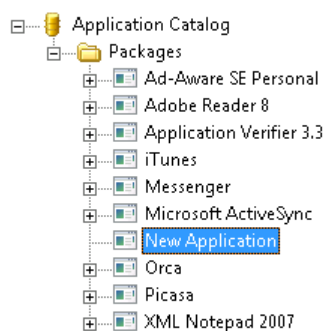 Application Catalog
Packages
Ad-Aware SE Personal
Adobe Reader 8
Application Verifier 3.3
iTunes
Messenger
Microsoft ActiveSync
New Application
Orca
Picasa
XML Notepad 2007